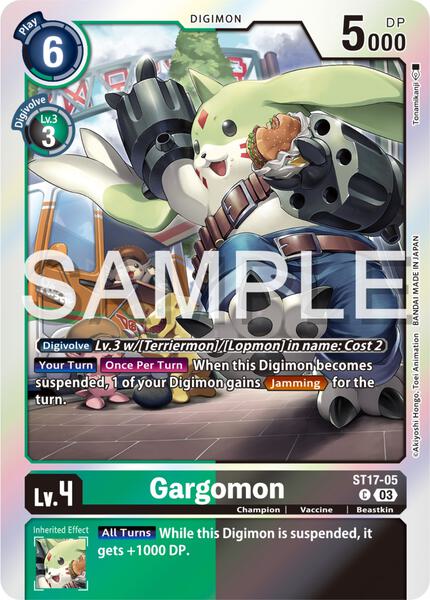 DIGIMON
Play
6
5000
DP
Digivolve
Lv.3
3
Tonamikanji
SAMPLE
Digivolve Lv.3 w/[Terriermon]/[Lopmon] in name: Cost 2
Your Turn Once Per Turn When this Digimon becomes
suspended, 1 of your Digimon gains Jamming for the
turn.
©Akiyoshi Hongo, Toei Animation BANDAI MADE IN JAPAN
Lv.4
Gargomon
ST17-05
C 03
Champion Vaccine Beastkin
Inherited Effect
All Turns While this Digimon is suspended, it
gets +1000 DP.